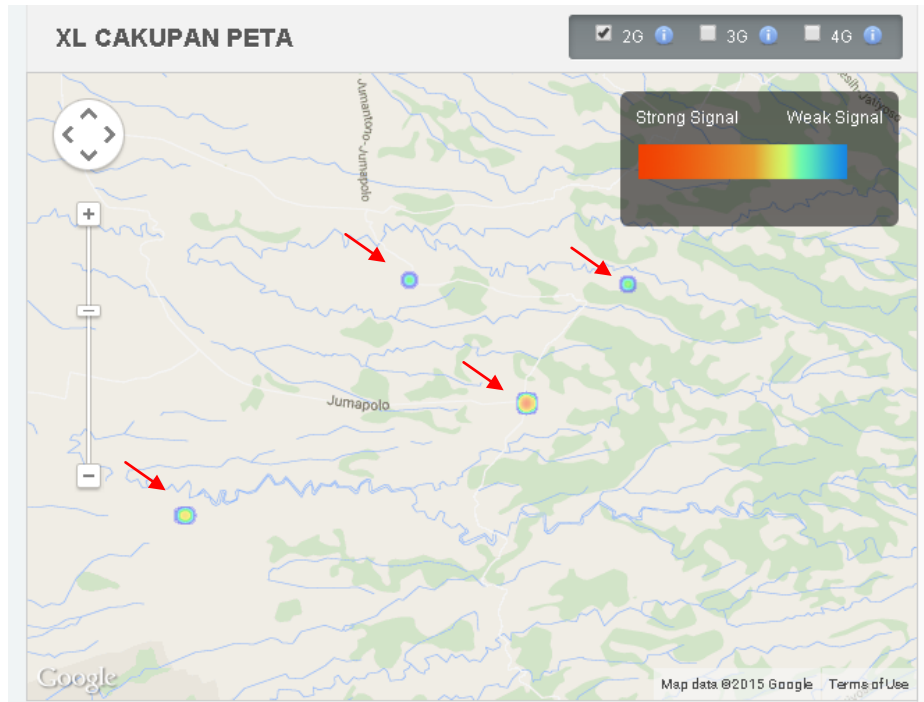 XL CAKUPAN PETA
2G
3G
4G
Strong Signal
Weak Signal
Jumantono-Jumapolo
Jumapolo
Google
Map data ©2015 Google
Terms of Use